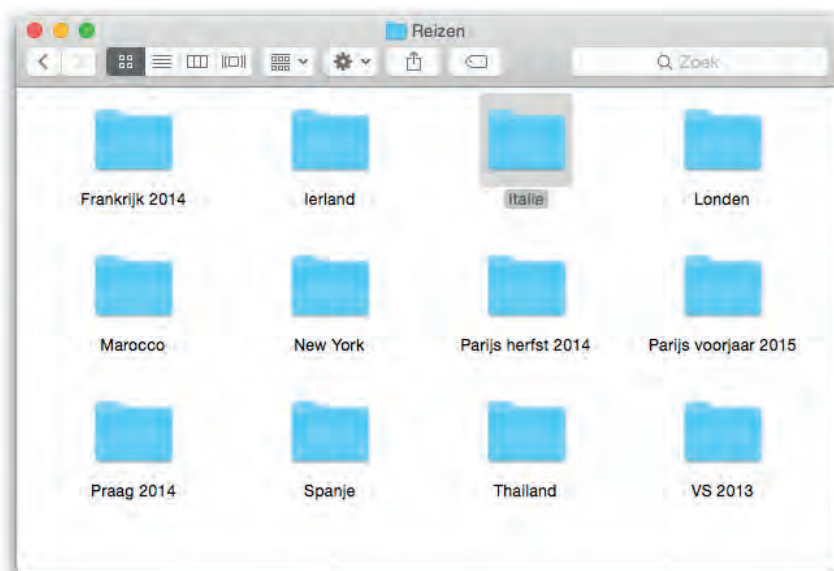 Reizen
Zoek
Frankrijk 2014
Ierland
Italie
Londen
Marocco
New York
Parijs herfst 2014
Parijs voorjaar 2015
Praag 2014
Spanje
Thailand
VS 2013